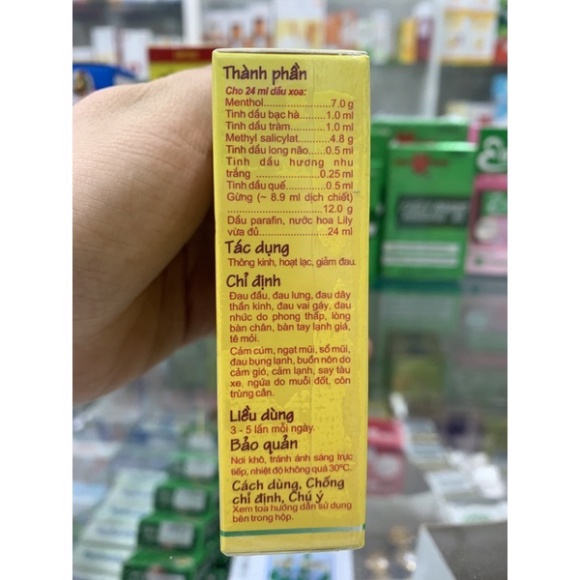 Thành phần
Cho 24 ml dầu xoa:
Menthol.......................7.0 g
Tinh dầu bạc hà..........1.0 ml
Tinh dầu tràm.............1.0 ml
Methyl salicylat...........4.8 g
Tinh dầu long não.....0.5 ml
Tinh dầu hương nhu
trắng .....................0.25 ml
Tinh dầu quế.............0.5 ml
Gừng (~ 8.9 ml dịch chiết)
................................12.0 g
Dầu parafin, nước hoa Lily
vừa đủ.......................24 ml
Tác dụng
Thông kinh, hoạt lạc, giảm đau.
Chỉ định
Đau đầu, đau lưng, đau dây
thần kinh, đau vai gáy, đau
nhức do phong thấp, lòng
bàn chân, bàn tay lạnh giá,
tê mỏi.
Cảm cúm, ngạt mũi, sổ mũi,
đau bụng lạnh, buồn nôn do
cảm gió, cảm lạnh, say tàu
xe, ngứa do muỗi đốt, côn
trùng cắn.
Liều dùng
3 - 5 lần mỗi ngày.
Bảo quản
Nơi khô, tránh ánh sáng trực
tiếp, nhiệt độ không quá 30°C.
Cách dùng, Chống
chỉ định, Chú ý
Xem toa hướng dẫn sử dụng
bên trong hộp.